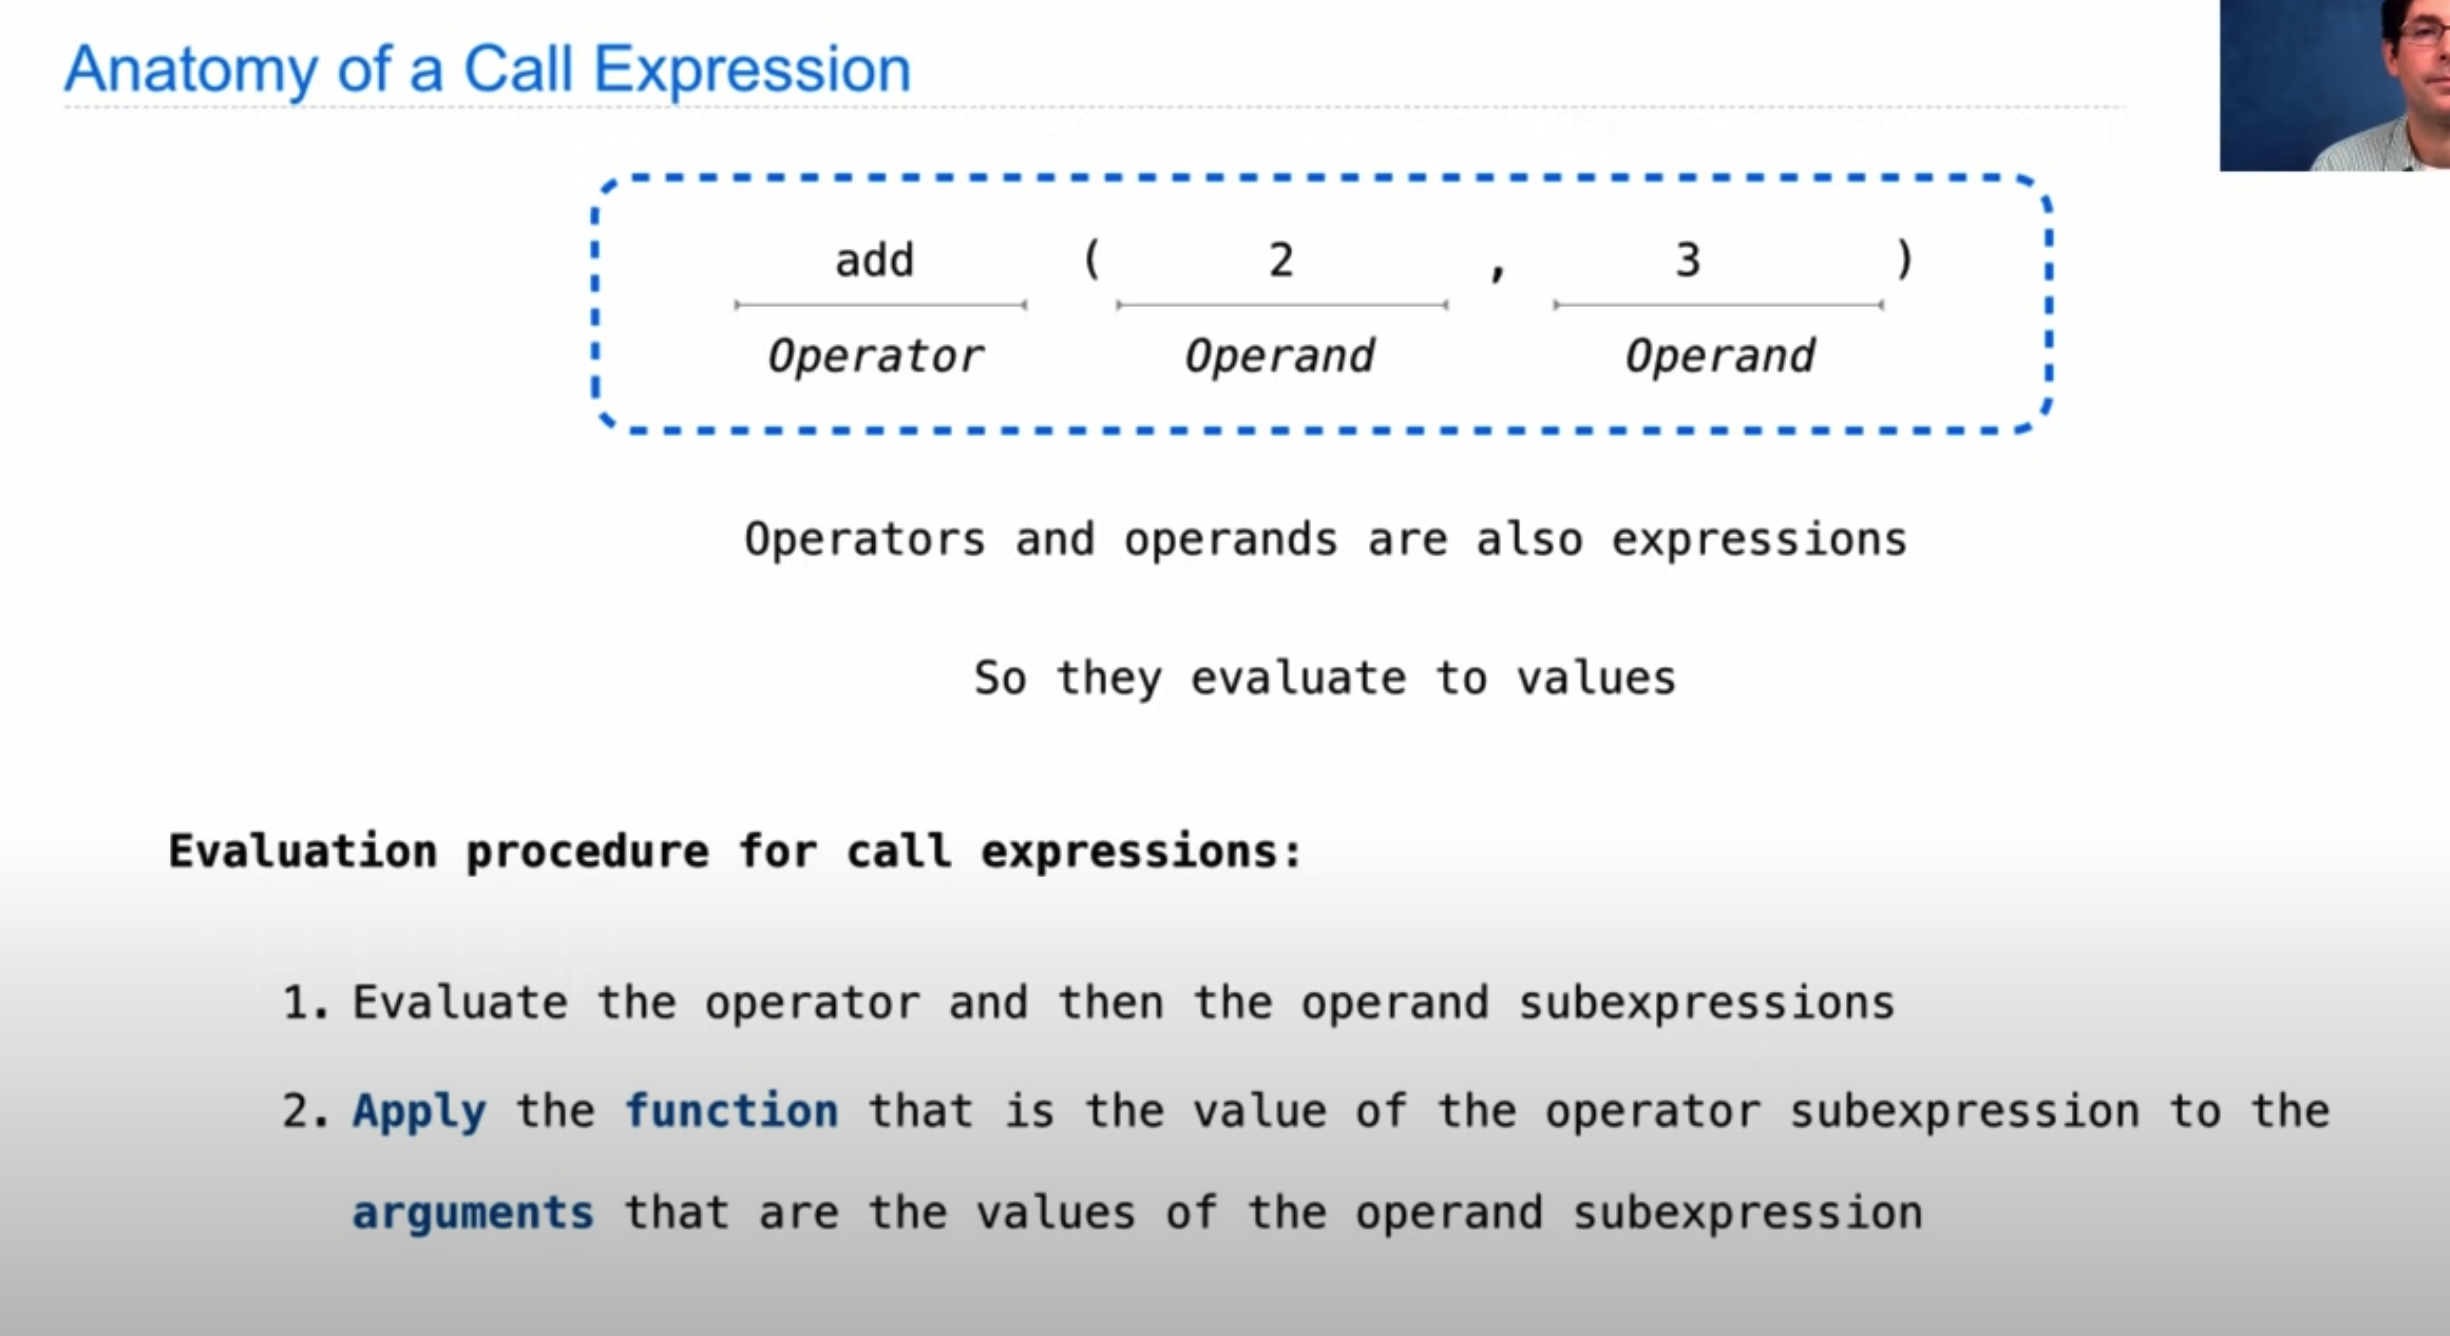 Anatomy of a Call Expression
add ( 2 , 3 )
Operator Operand Operand
Operators and operands are also expressions
So they evaluate to values
Evaluation procedure for call expressions:
1. Evaluate the operator and then the operand subexpressions
2. Apply the function that is the value of the operator subexpression to the
arguments that are the values of the operand subexpression